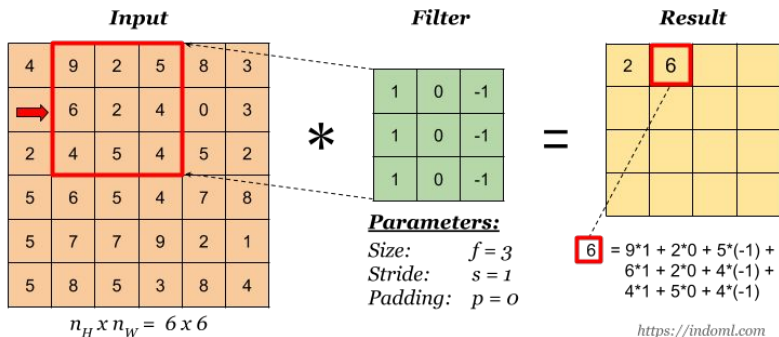 Input Filter Result
4 9 2 5 8 3
6 2 4 0 3
2 4 5 4 5 2
5 6 5 4 7 8
5 7 7 9 2 1
5 8 5 3 8 4
n_H x n_W = 6 x 6
*
1 0 -1
1 0 -1
1 0 -1
Parameters:
Size: f = 3
Stride: s = 1
Padding: p = 0
=
2 6
6 = 9*1 + 2*0 + 5*(-1) +
6*1 + 2*0 + 4*(-1) +
4*1 + 5*0 + 4*(-1)
https://indoml.com